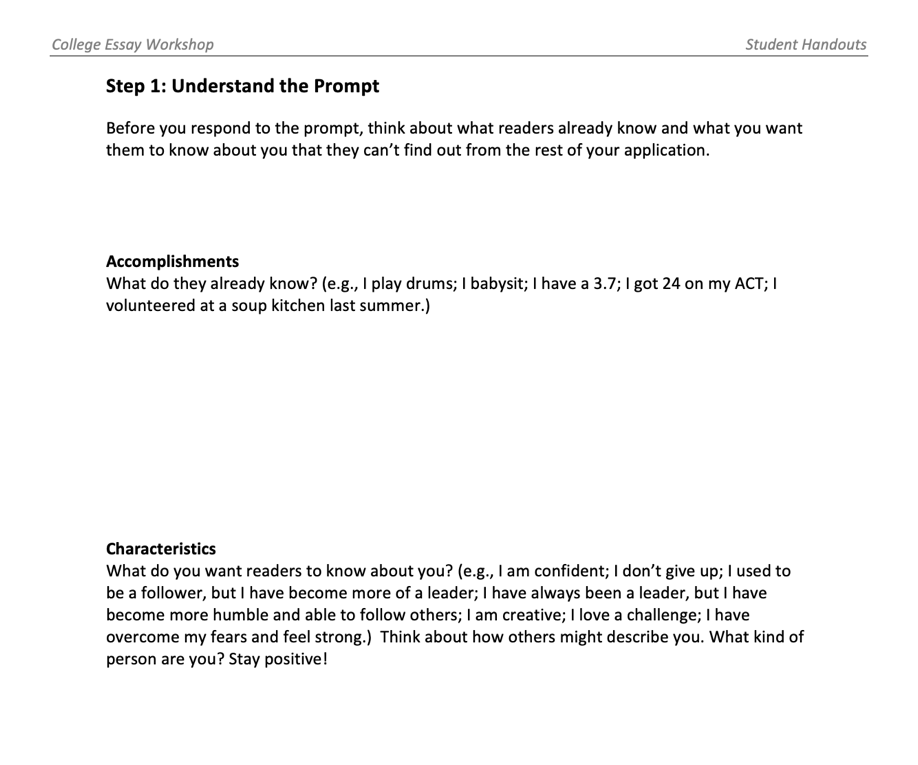 College Essay Workshop Student Handouts
Step 1: Understand the Prompt
Before you respond to the prompt, think about what readers already know and what you want
them to know about you that they can’t find out from the rest of your application.
Accomplishments
What do they already know? (e.g., I play drums; I babysit; I have a 3.7; I got 24 on my ACT; I
volunteered at a soup kitchen last summer.)
Characteristics
What do you want readers to know about you? (e.g., I am confident; I don’t give up; I used to
be a follower, but I have become more of a leader; I have always been a leader, but I have
become more humble and able to follow others; I am creative; I love a challenge; I have
overcome my fears and feel strong.)  Think about how others might describe you. What kind of
person are you? Stay positive!